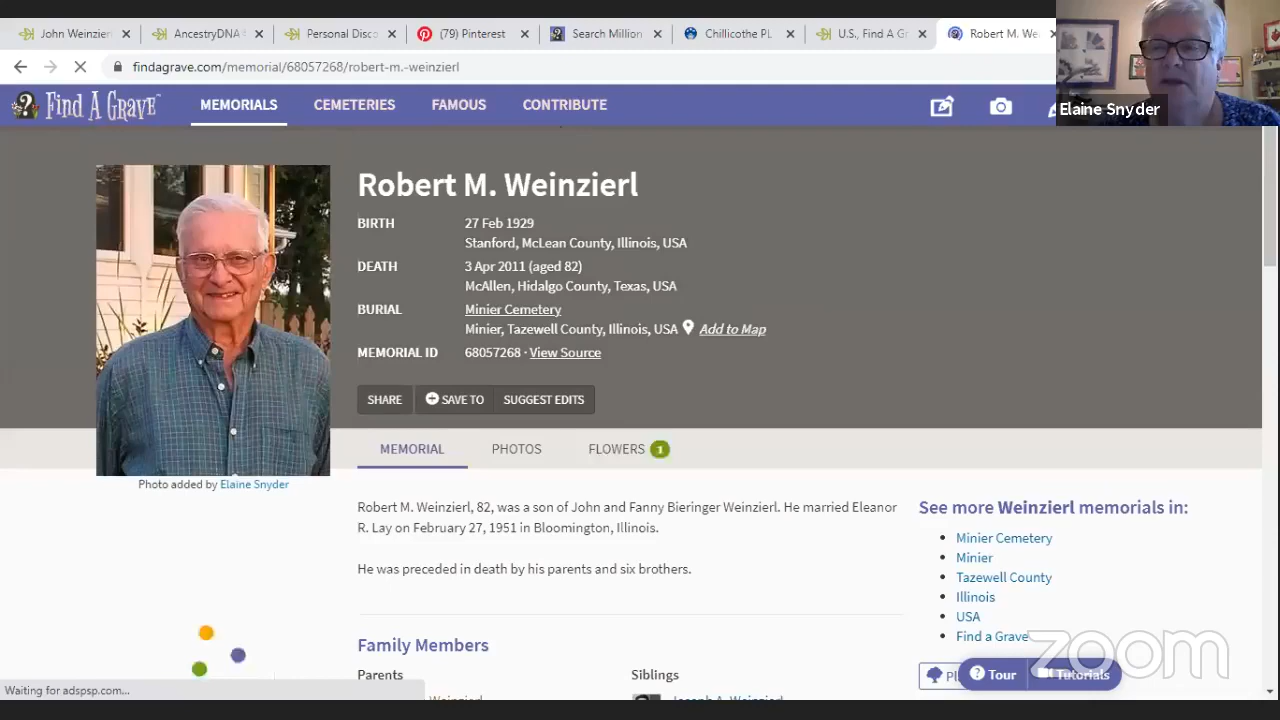 John Weinzier
AncestryDNA
Personal Disco
(79) Pinterest
Search Million
Chillicothe PL
U.S., Find A Gr
Robert M. We
findagrave.com/memorial/68057268/robert-m.-weinzierl
Elaine Snyder
FIND A GRAVE
MEMORIALS
CEMETERIES
FAMOUS
CONTRIBUTE
Robert M. Weinzierl
BIRTH 27 Feb 1929
Stanford, McLean County, Illinois, USA
DEATH 3 Apr 2011 (aged 82)
McAllen, Hidalgo County, Texas, USA
BURIAL Minier Cemetery
Minier, Tazewell County, Illinois, USA Add to Map
MEMORIAL ID 68057268 · View Source
SHARE
SAVE TO
SUGGEST EDITS
MEMORIAL
PHOTOS
FLOWERS 1
Photo added by Elaine Snyder
Robert M. Weinzierl, 82, was a son of John and Fanny Bieringer Weinzierl. He married Eleanor
R. Lay on February 27, 1951 in Bloomington, Illinois.
He was preceded in death by his parents and six brothers.
See more Weinzierl memorials in:
Minier Cemetery
Minier
Tazewell County
Illinois
USA
Find a Grave
Family Members
Parents
Siblings
Weinzierl
Joseph A. Weinzierl
Tour
Tutorials
zoom
Waiting for adspsp.com...